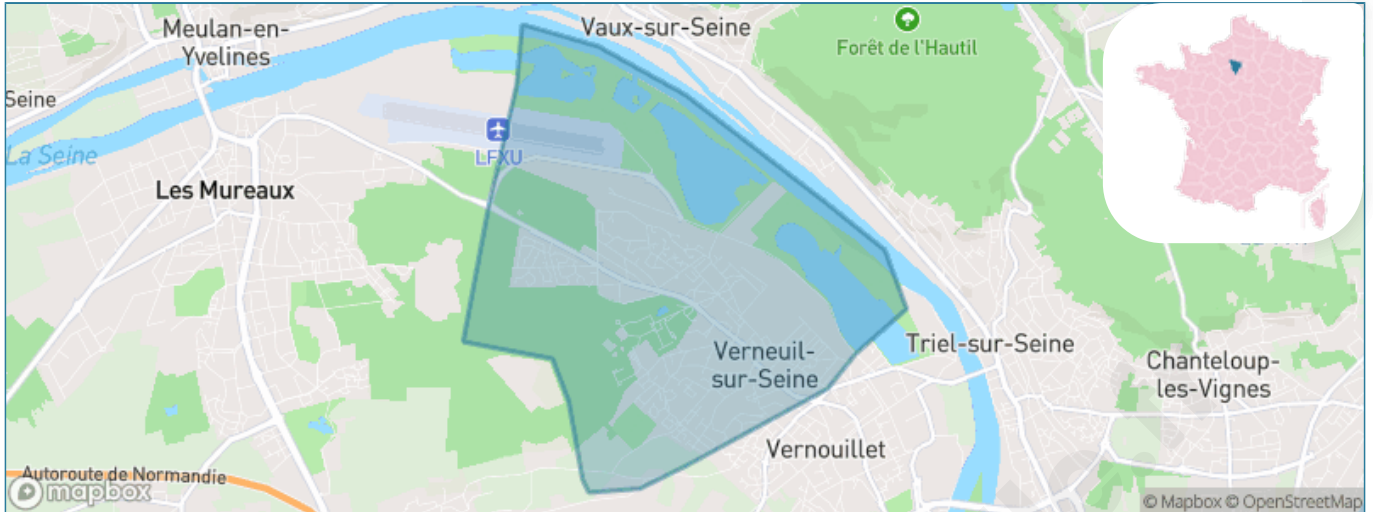 Meulan-en-
Yvelines
Vaux-sur-Seine
Forêt de l'Hautil
Seine
La Seine
LFXU
Les Mureaux
Verneuil-
sur-Seine
Triel-sur-Seine
Chanteloup-
les-Vignes
Vernouillet
Autoroute de Normandie
mapbox
© Mapbox © OpenStreetMap